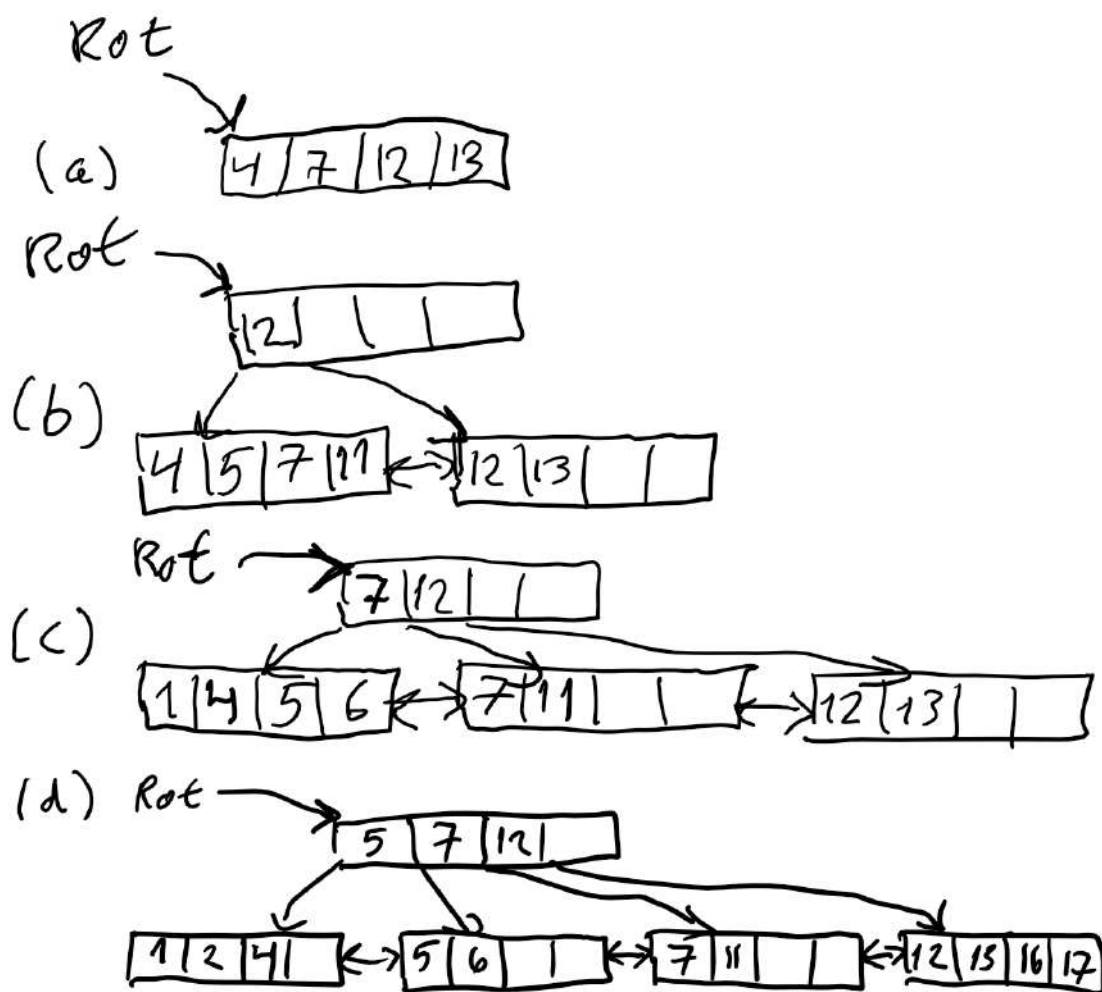 Rot
(a) 4 7 12 13
Rot
12
(b) 4 5 7 11 12 13
Rot
7 12
(c) 1 4 5 6 7 11 12 13
(d) Rot
5 7 12
1 2 4 5 6 7 11 12 13 16 17